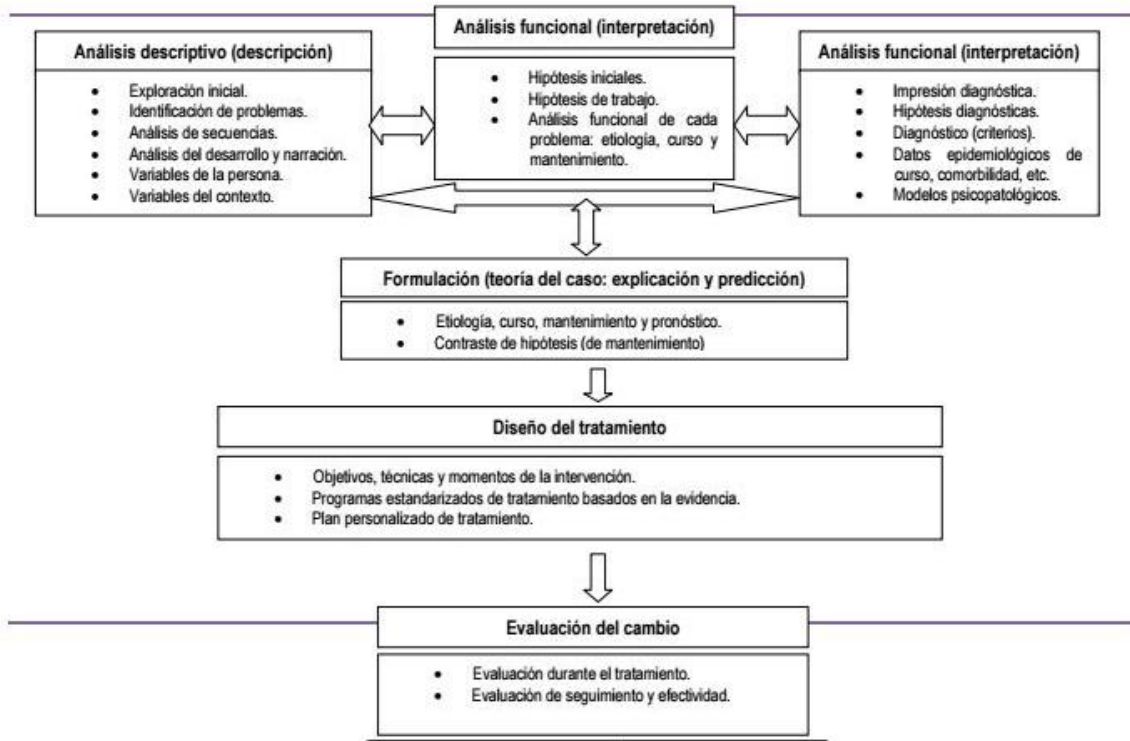 Análisis descriptivo (descripción)
• Exploración inicial.
• Identificación de problemas.
• Análisis de secuencias.
• Análisis del desarrollo y narración.
• Variables de la persona.
• Variables del contexto.
Análisis funcional (interpretación)
• Hipótesis iniciales.
• Hipótesis de trabajo.
• Análisis funcional de cada
problema: etiología, curso y
mantenimiento.
Análisis funcional (interpretación)
• Impresión diagnóstica.
• Hipótesis diagnósticas.
• Diagnóstico (criterios).
• Datos epidemiológicos de
curso, comorbilidad, etc.
• Modelos psicopatológicos.
Formulación (teoría del caso: explicación y predicción)
• Etiología, curso, mantenimiento y pronóstico.
• Contraste de hipótesis (de mantenimiento)
Diseño del tratamiento
• Objetivos, técnicas y momentos de la intervención.
• Programas estandarizados de tratamiento basados en la evidencia.
• Plan personalizado de tratamiento.
Evaluación del cambio
• Evaluación durante el tratamiento.
• Evaluación de seguimiento y efectividad.